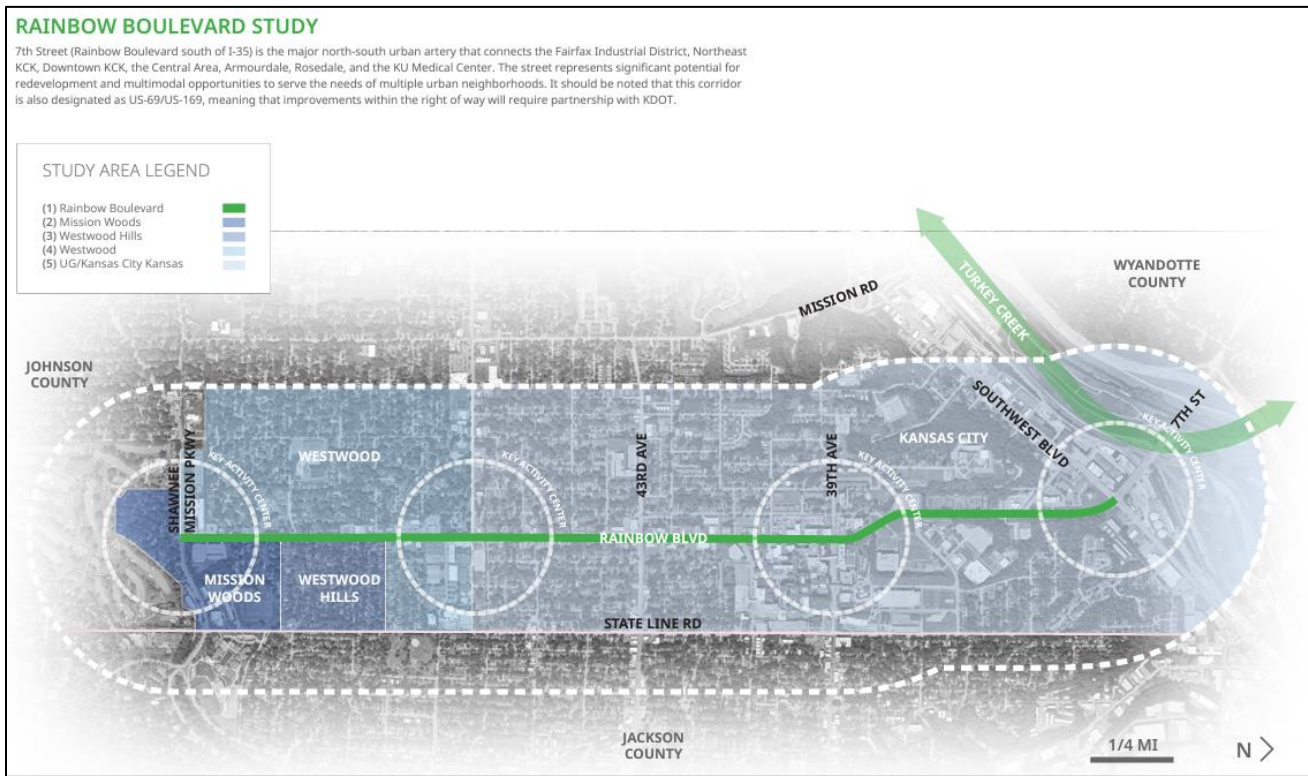 RAINBOW BOULEVARD STUDY
7th Street (Rainbow Boulevard south of I-35) is the major north-south urban artery that connects the Fairfax Industrial District, Northeast
KCK, Downtown KCK, the Central Area, Armourdale, Rosedale, and the KU Medical Center. The street represents significant potential for
redevelopment and multimodal opportunities to serve the needs of multiple urban neighborhoods. It should be noted that this corridor
is also designated as US-69/US-169, meaning that improvements within the right of way will require partnership with KDOT.
STUDY AREA LEGEND
(1) Rainbow Boulevard
(2) Mission Woods
(3) Westwood Hills
(4) Westwood
(5) UG/Kansas City Kansas
WYANDOTTE
COUNTY
TURKEY CREEK
MISSION RD
JOHNSON
COUNTY
SOUTHWEST BLVD
7TH ST
KEY ACTIVITY CENTER
KANSAS CITY
WESTWOOD
SHAWNEE
MISSION PKWY
KEY ACTIVITY CENTER
KEY ACTIVITY CENTER
43RD AVE
39TH AVE
KEY ACTIVITY CENTER
RAINBOW BLVD
MISSION
WOODS
WESTWOOD
HILLS
STATE LINE RD
JACKSON
COUNTY
1/4 MI
N